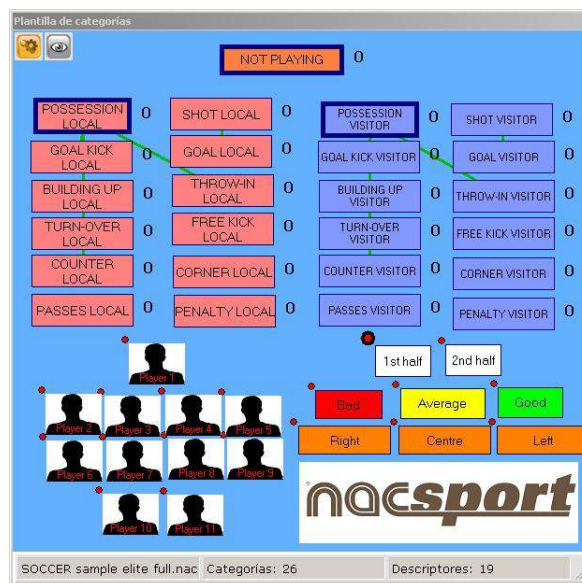 Plantilla de categorías
NOT PLAYING 0
POSSESSION
LOCAL 0
SHOT LOCAL 0
POSSESSION
VISITOR 0
SHOT VISITOR 0
GOAL KICK
LOCAL 0
GOAL LOCAL 0
GOAL KICK VISITOR 0
GOAL VISITOR 0
BUILDING UP
LOCAL 0
THROW-IN
LOCAL 0
BUILDING UP
VISITOR 0
THROW-IN VISITOR 0
TURN-OVER
LOCAL 0
FREE KICK
LOCAL 0
TURN-OVER
VISITOR 0
FREE KICK VISITOR 0
COUNTER
LOCAL 0
CORNER LOCAL 0
COUNTER VISITOR 0
CORNER VISITOR 0
PASSES LOCAL 0
PENALTY LOCAL 0
PASSES VISITOR 0
PENALTY VISITOR 0
Player 1
1st half 2nd half
Player 2 Player 3 Player 4 Player 5
Bad Average Good
Player 6 Player 7 Player 8 Player 9
Right Centre Left
Player 10 Player 11
nacsport
SOCCER sample elite full.nac Categorías: 26 Descriptores: 19